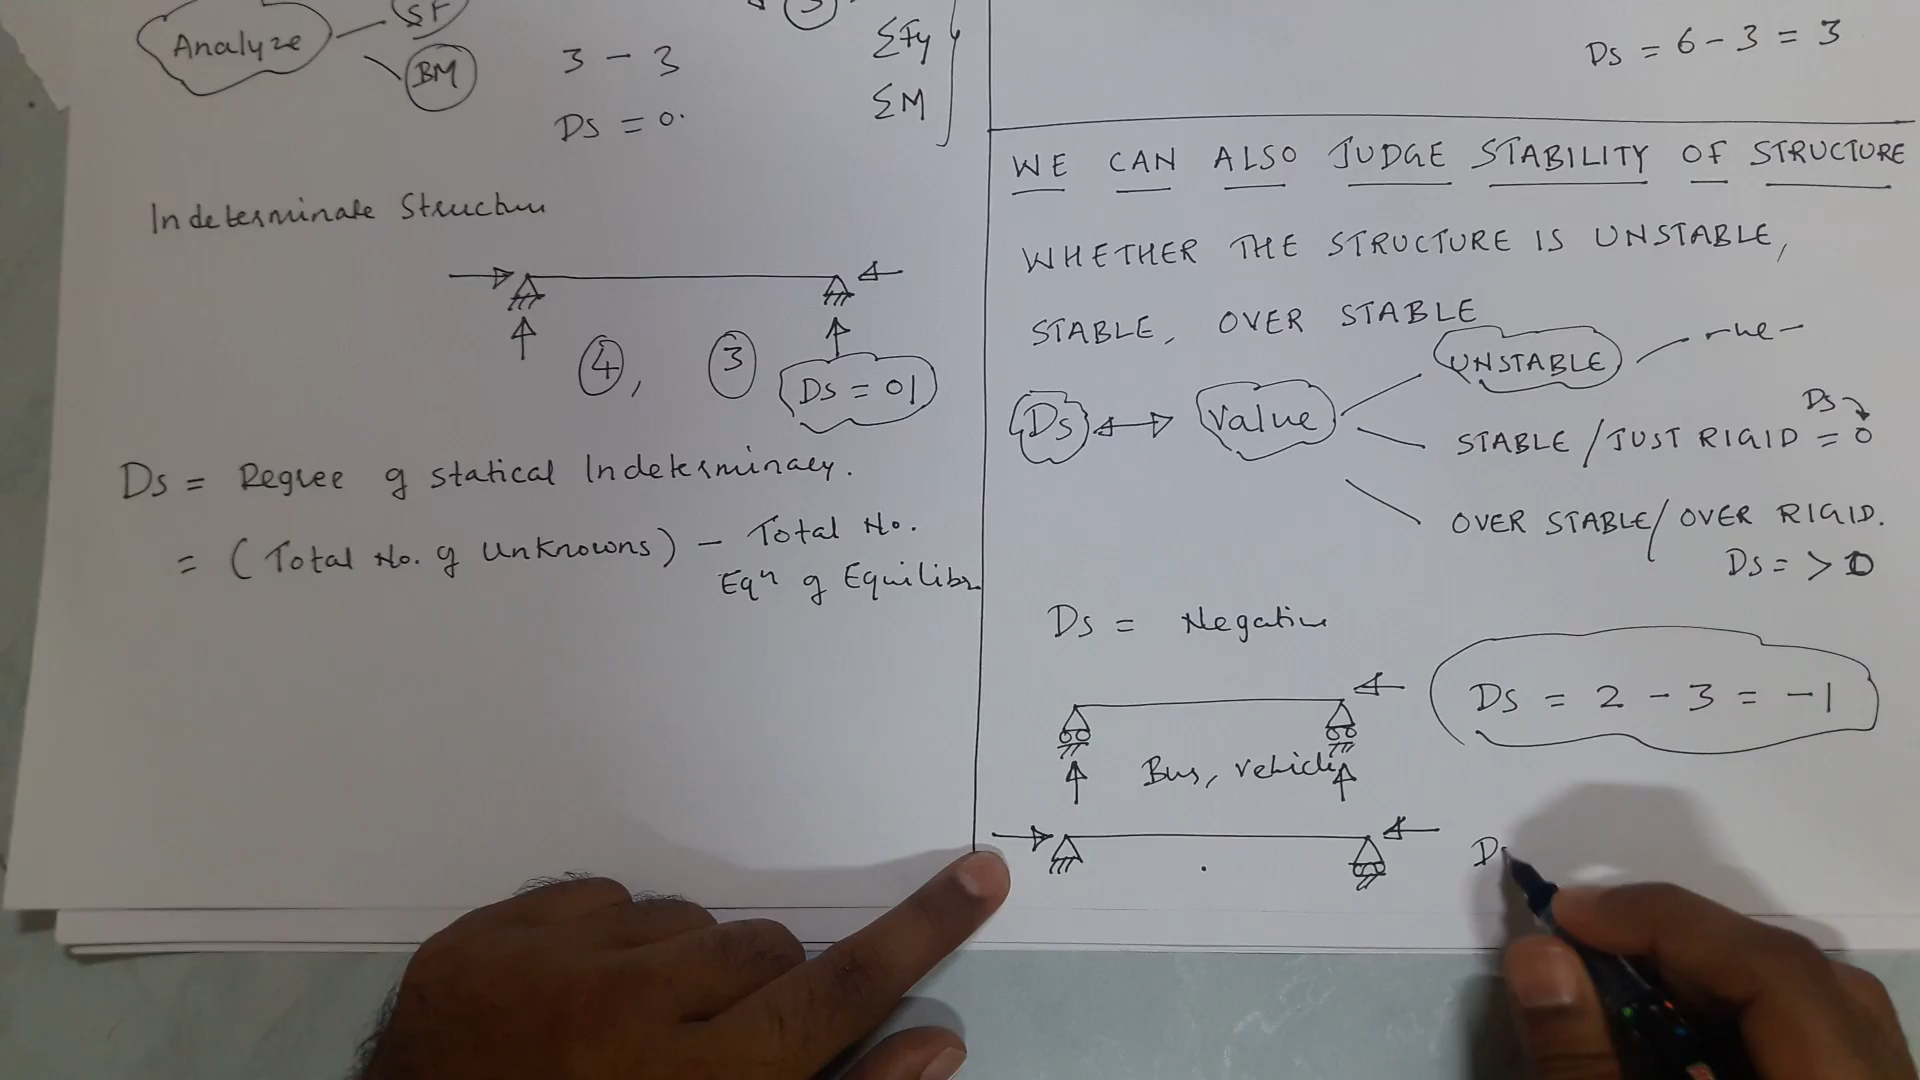 Analyze
SF
BM
3 - 3
Ds = 0.
3
ΣFy
ΣM
Indeterminate Structure
4, 3
Ds = 01
Ds = Degree of statical Indeterminacy.
= (Total No. of Unknowns) - Total No.
Eqn of Equilibr
Ds = 6 - 3 = 3
WE CAN ALSO JUDGE STABILITY OF STRUCTURE
WHETHER THE STRUCTURE IS UNSTABLE,
STABLE, OVER STABLE
UNSTABLE - -ve -
Ds ↔ Value
Ds
STABLE / JUST RIGID = 0
OVER STABLE / OVER RIGID.
Ds = > 0
Ds = Negative
Ds = 2 - 3 = -1
Bus, vehicle
Ds